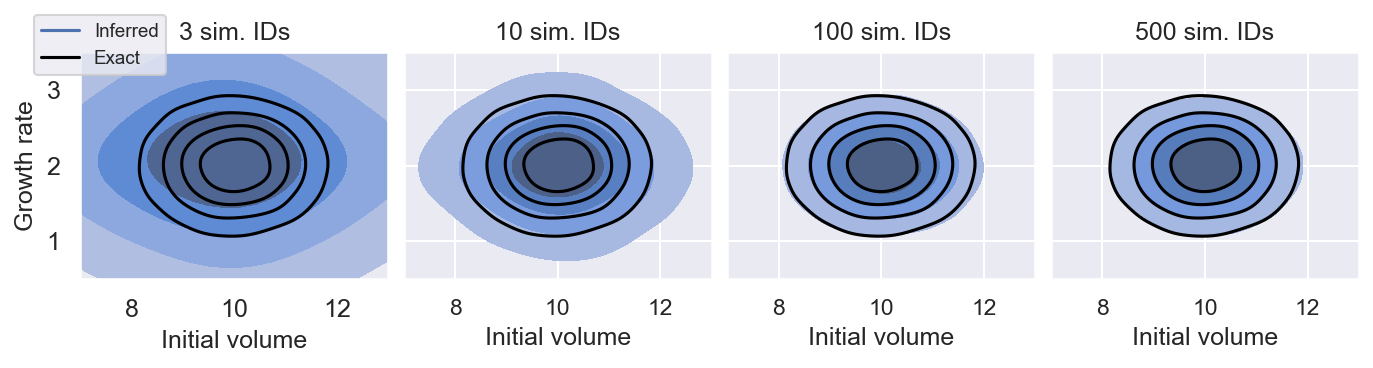 Inferred
Exact
3 sim. IDs
10 sim. IDs
100 sim. IDs
500 sim. IDs
Growth rate
3
2
1
8 10 12
8 10 12
8 10 12
8 10 12
Initial volume
Initial volume
Initial volume
Initial volume